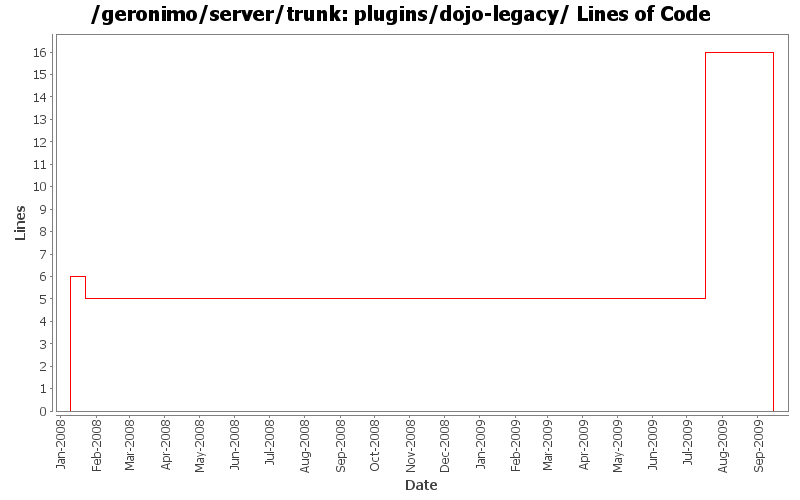 /geronimo/server/trunk: plugins/dojo-legacy/ Lines of Code
Lines
16
15
14
13
12
11
10
9
8
7
6
5
4
3
2
1
0
Jan-2008
Feb-2008
Mar-2008
Apr-2008
May-2008
Jun-2008
Jul-2008
Aug-2008
Sep-2008
Oct-2008
Nov-2008
Dec-2008
Jan-2009
Feb-2009
Mar-2009
Apr-2009
May-2009
Jun-2009
Jul-2009
Aug-2009
Sep-2009
Date